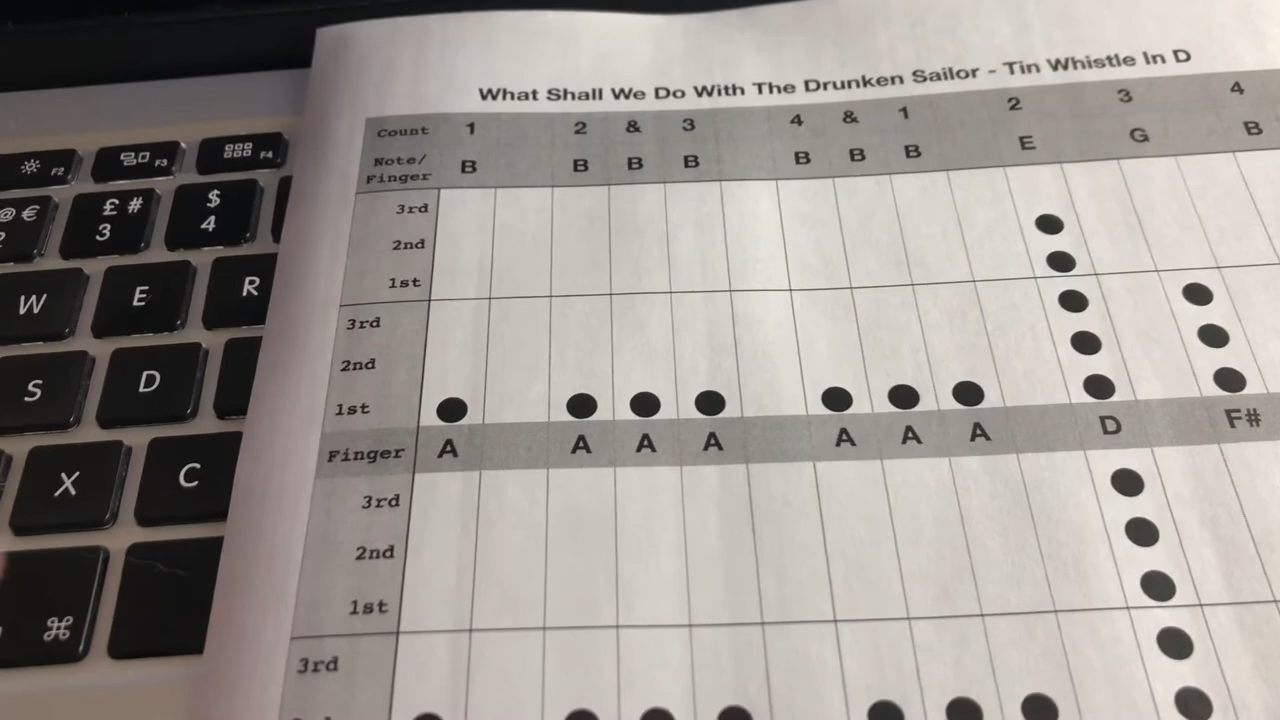 What Shall We Do With The Drunken Sailor - Tin Whistle In D
Count 1 2 & 3 4 & 1 2 3 4
Note/
Finger B B B B B B B E G B
3rd
2nd
1st
3rd
2nd
1st
Finger A A A A A A A D F#
3rd
2nd
1st
3rd
F2 F3 F4
@ € £ # $
3 4
W E R
S D
X C
⌘